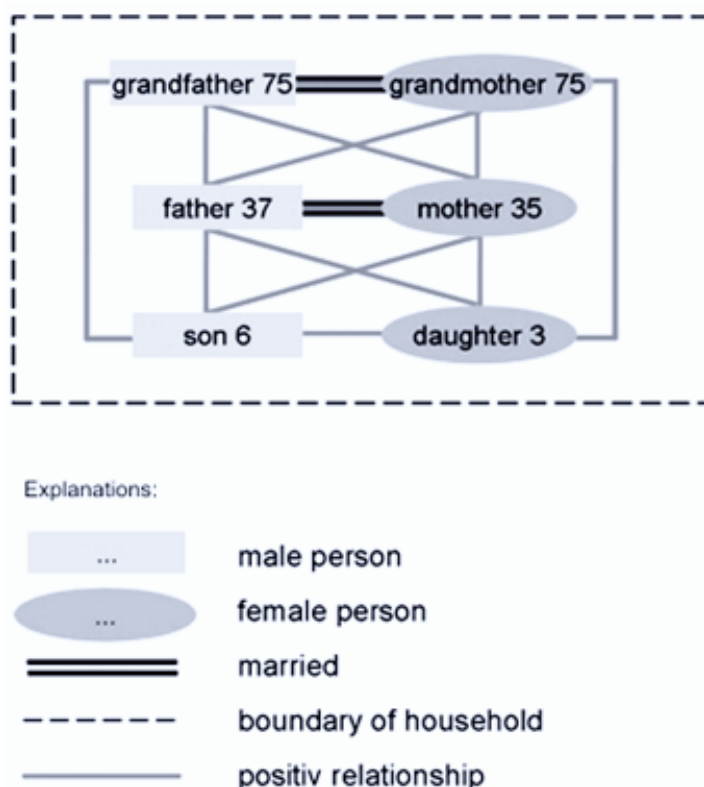 grandfather 75
grandmother 75
father 37
mother 35
son 6
daughter 3
Explanations:
...
male person
...
female person
married
boundary of household
positiv relationship